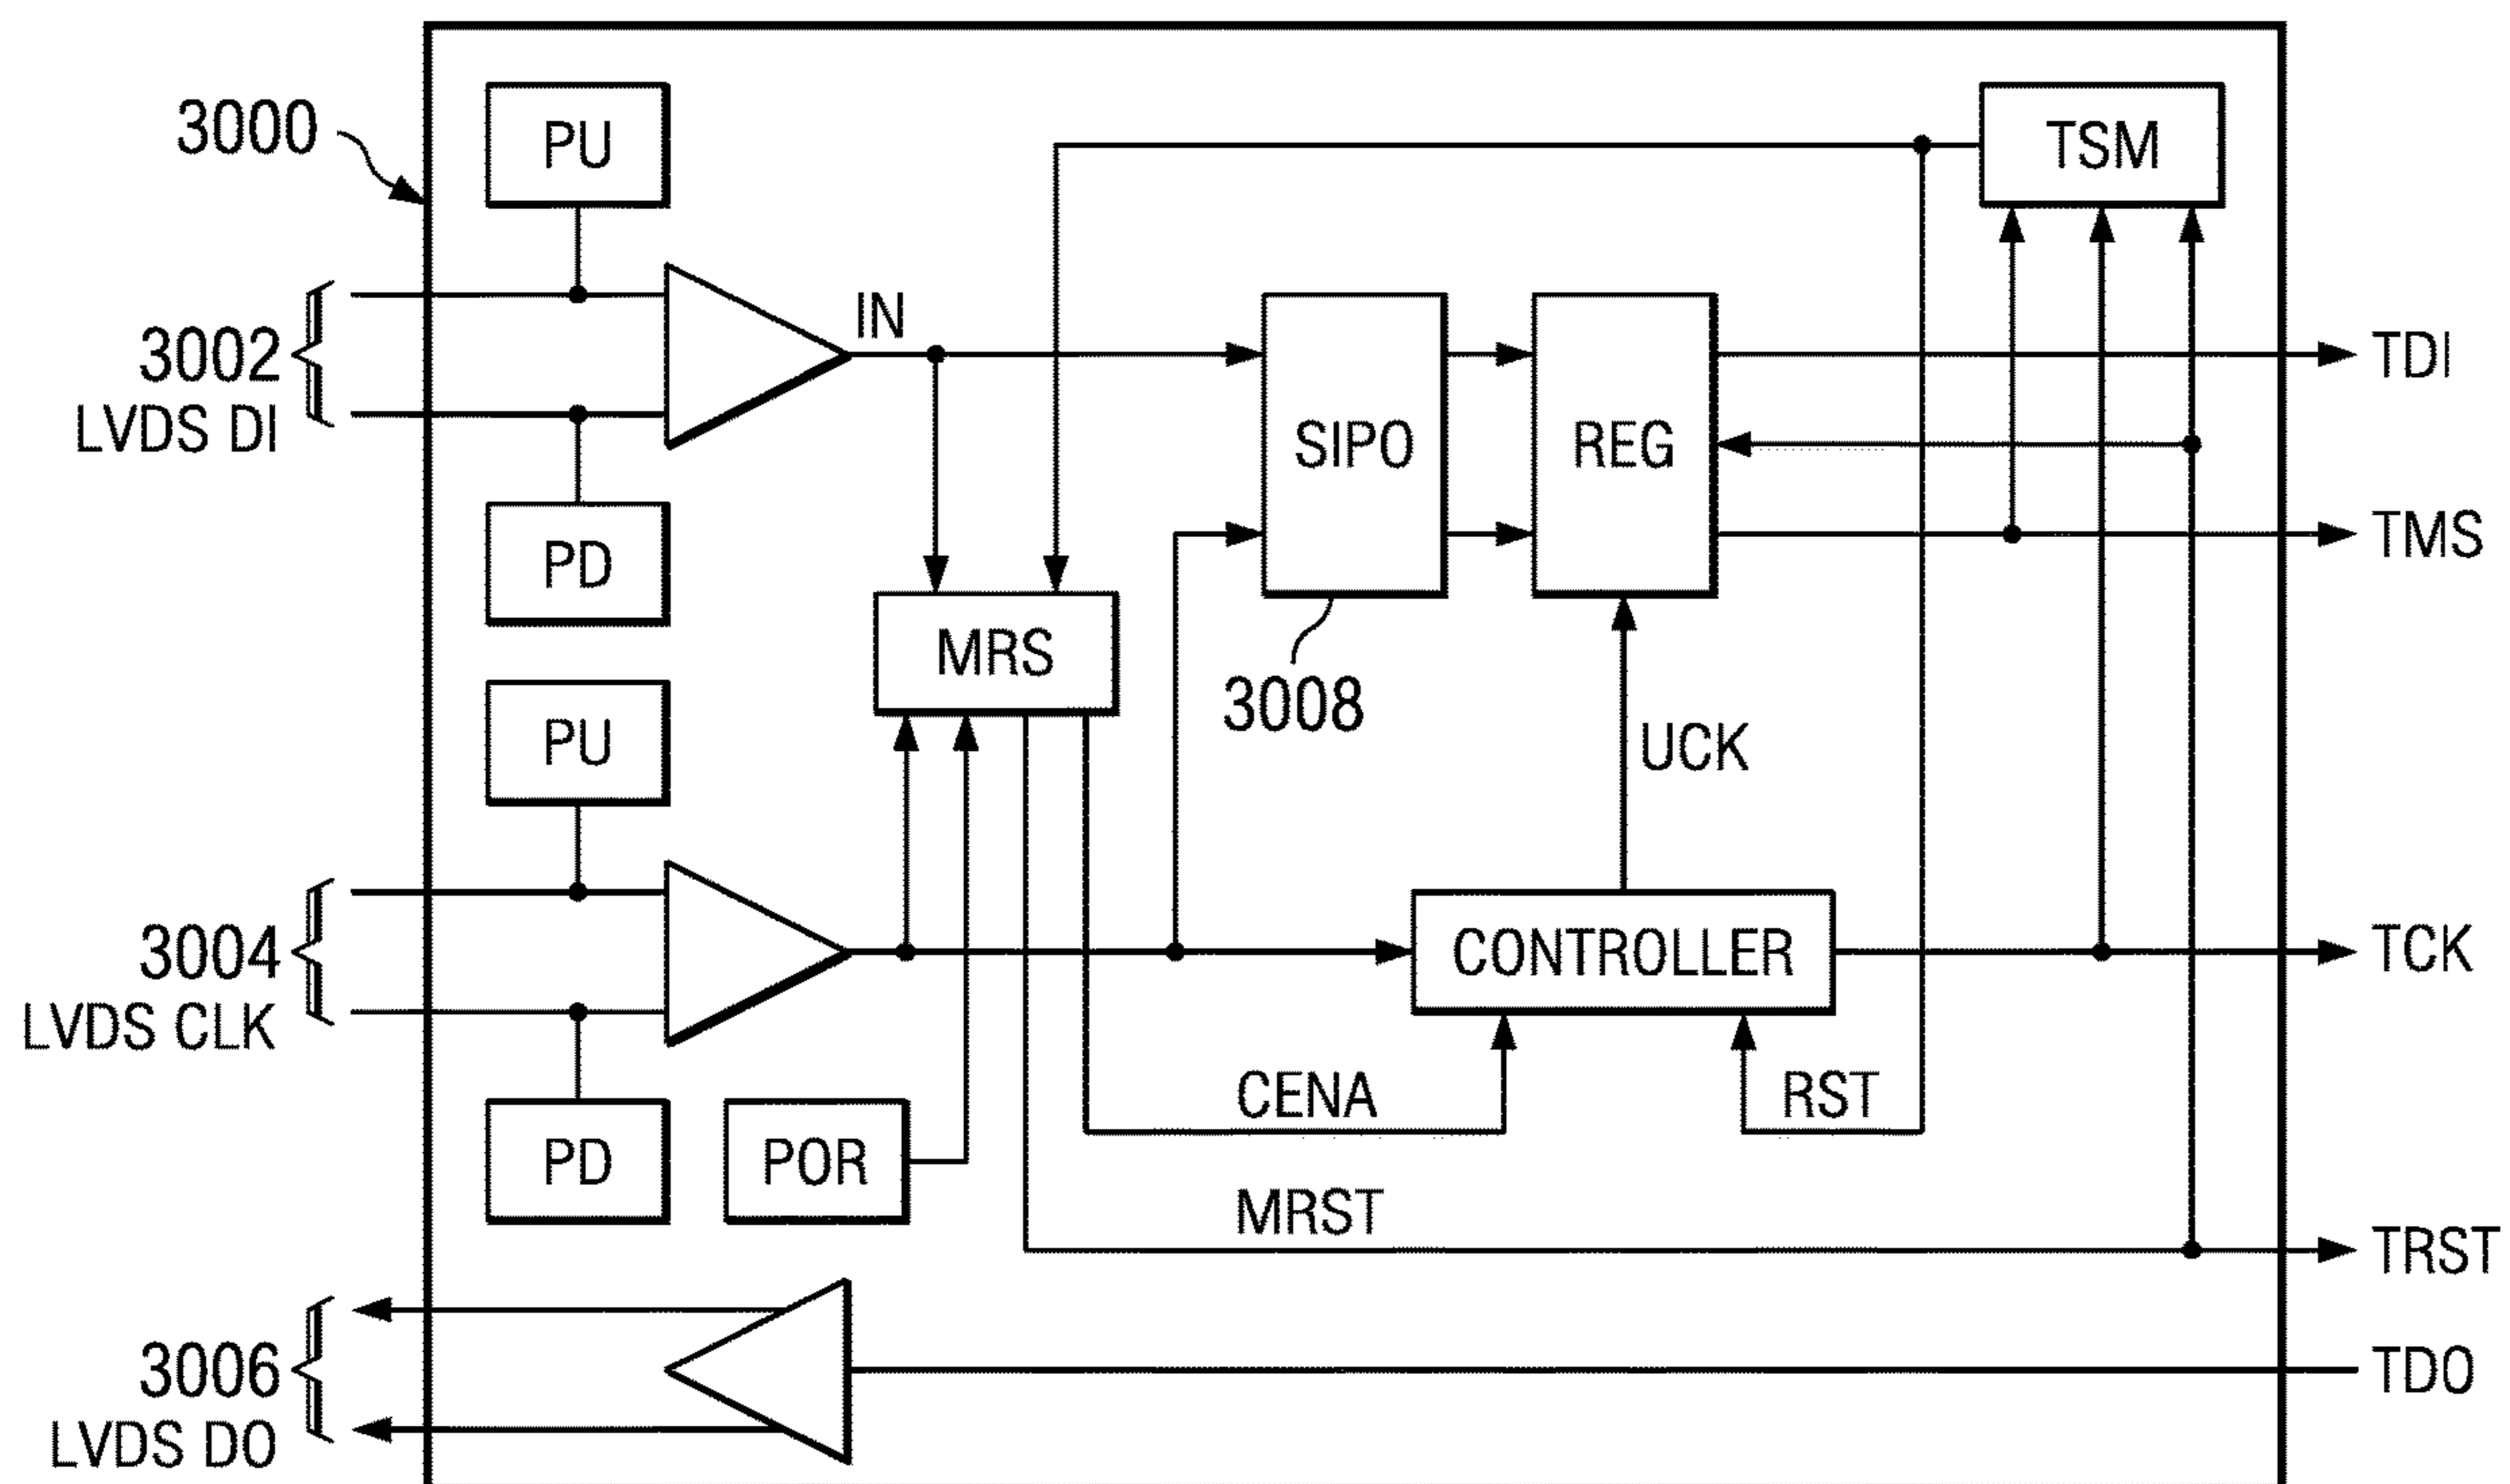 3000
PU
TSM
IN
3002
LVDS DI
SIPO
REG
TDI
PD
TMS
MRS
3008
PU
UCK
3004
LVDS CLK
CONTROLLER
TCK
CENA
RST
PD
POR
MRST
TRST
3006
LVDS DO
TDO